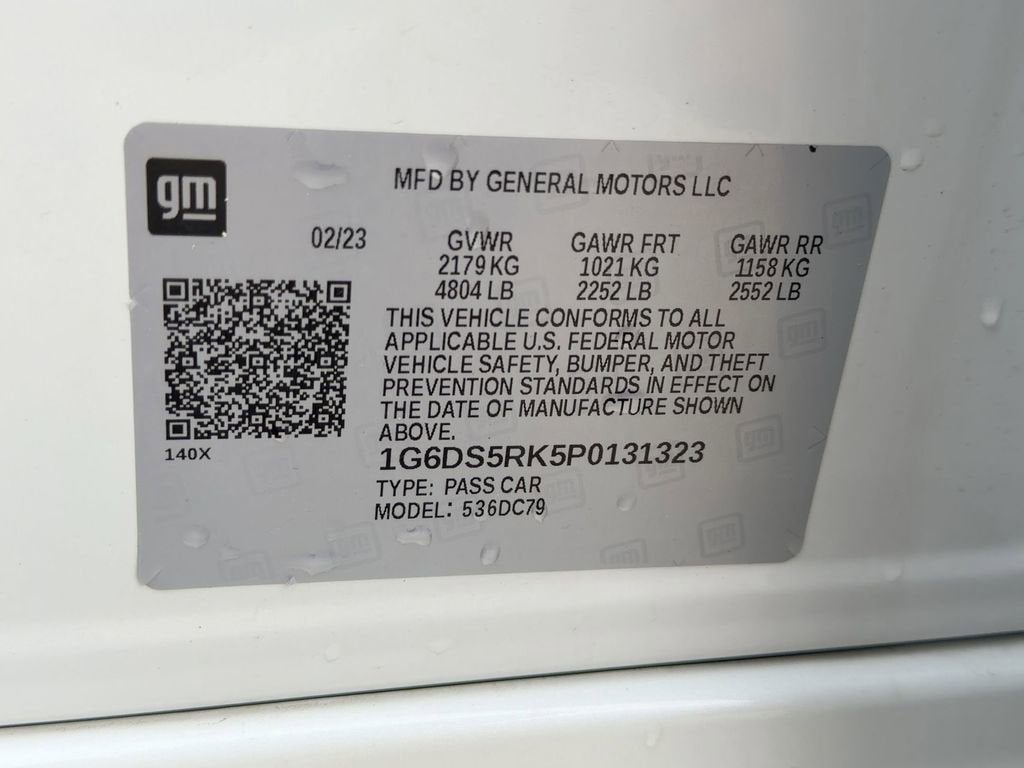 gm
MFD BY GENERAL MOTORS LLC
02/23 GVWR GAWR FRT GAWR RR
2179 KG 1021 KG 1158 KG
4804 LB 2252 LB 2552 LB
THIS VEHICLE CONFORMS TO ALL
APPLICABLE U.S. FEDERAL MOTOR
VEHICLE SAFETY, BUMPER, AND THEFT
PREVENTION STANDARDS IN EFFECT ON
THE DATE OF MANUFACTURE SHOWN
ABOVE.
140X
1G6DS5RK5P0131323
TYPE: PASS CAR
MODEL: 536DC79